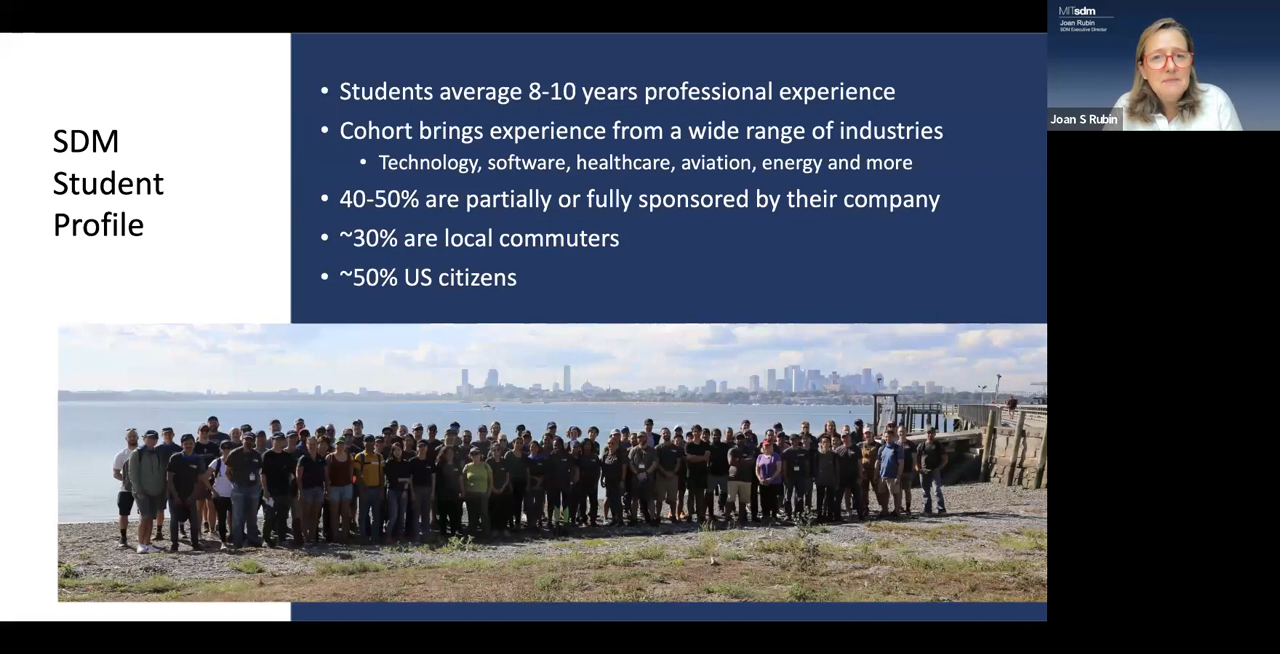 SDM
Student
Profile
• Students average 8-10 years professional experience
• Cohort brings experience from a wide range of industries
• Technology, software, healthcare, aviation, energy and more
• 40-50% are partially or fully sponsored by their company
• ~30% are local commuters
• ~50% US citizens
MITsdm
Joan Rubin
SDM Executive Director
Joan S Rubin